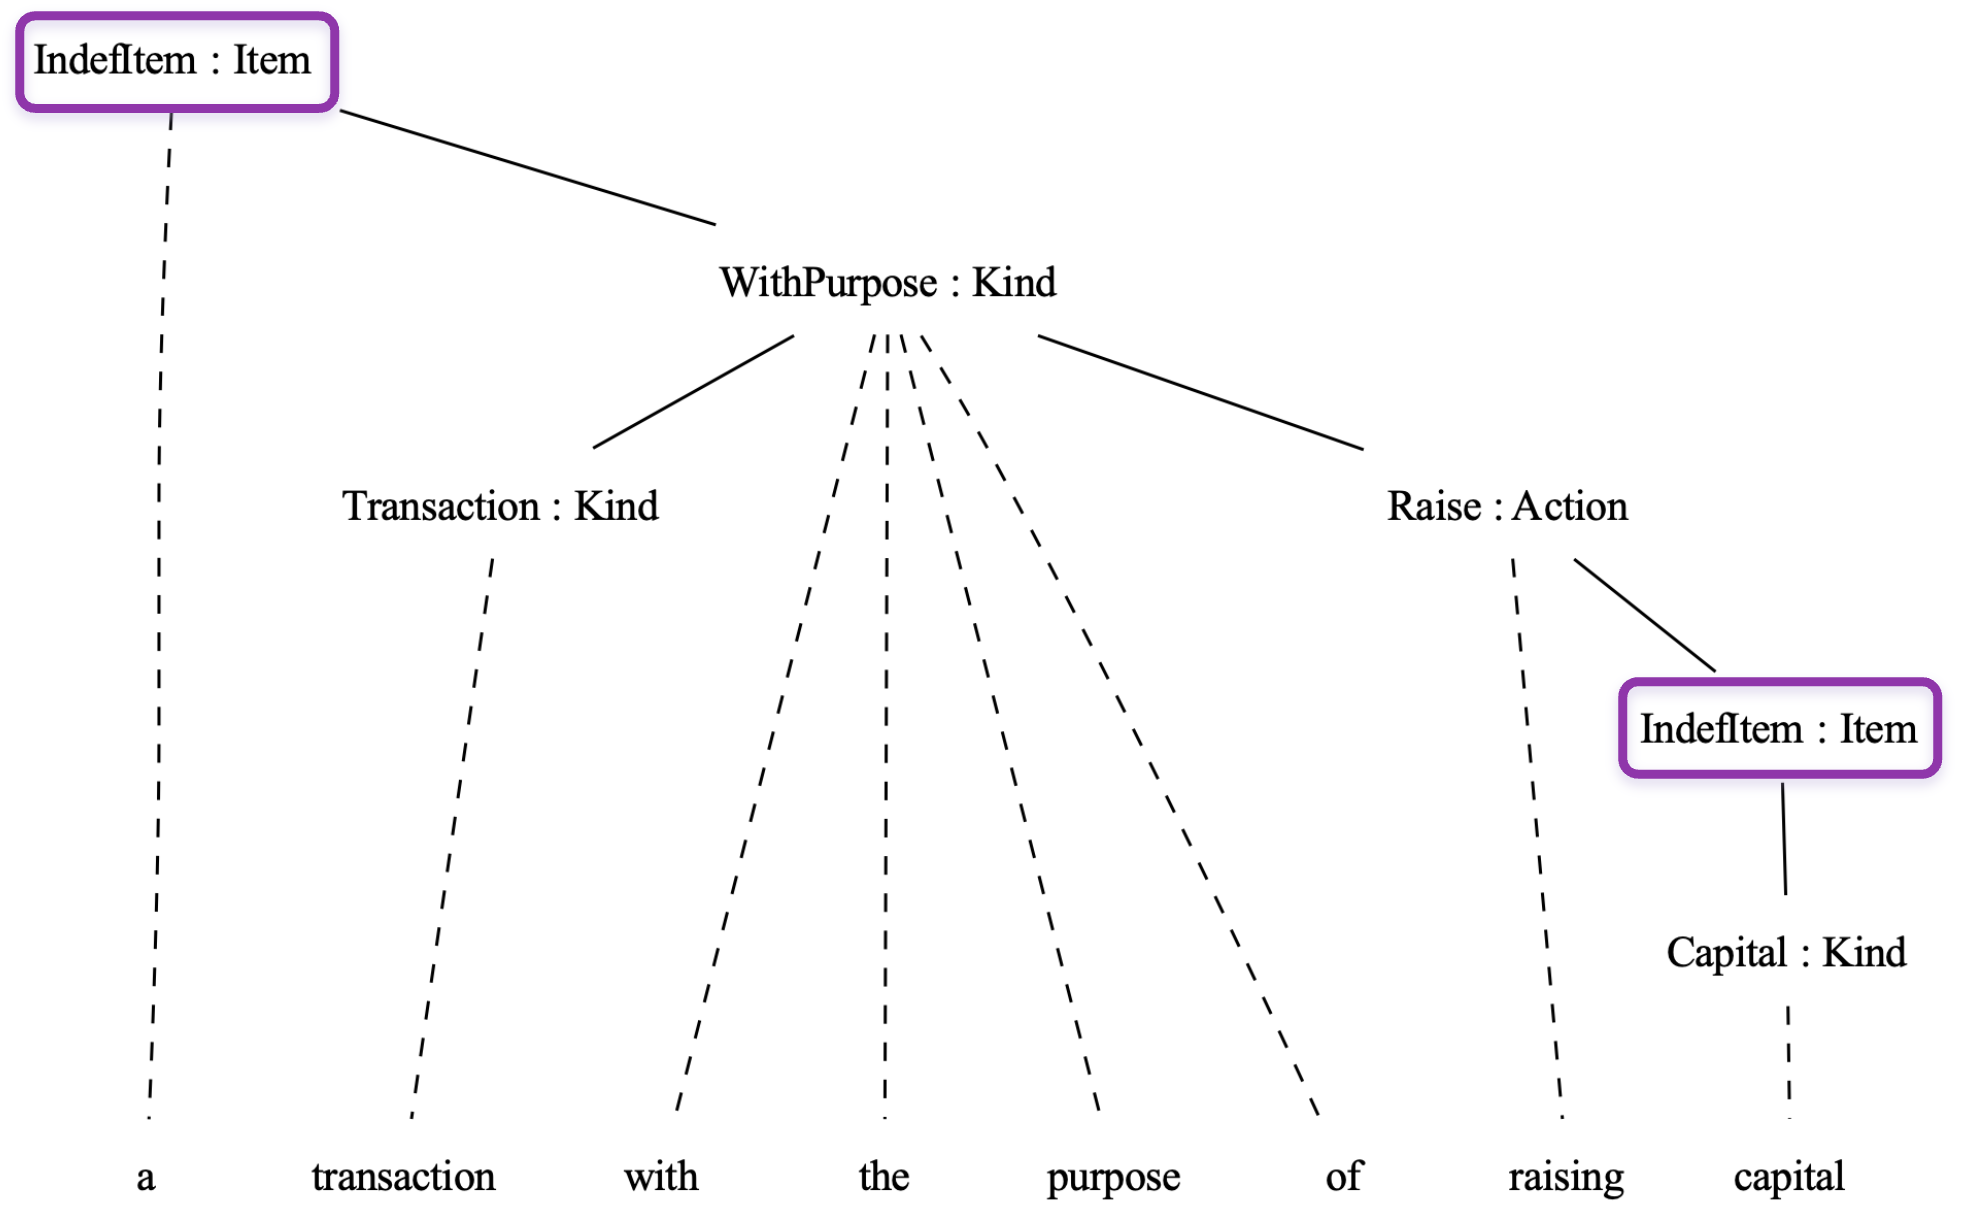 IndefItem : Item
WithPurpose : Kind
Transaction : Kind
Raise : Action
IndefItem : Item
Capital : Kind
a transaction with the purpose of raising capital